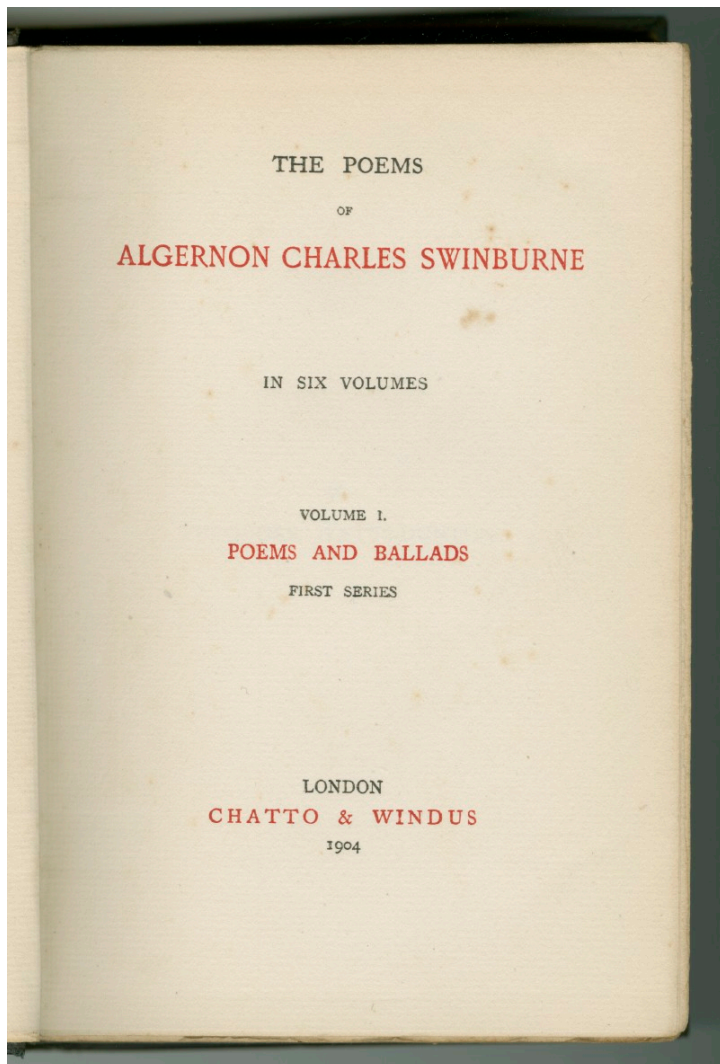 THE POEMS
OF
ALGERNON CHARLES SWINBURNE
IN SIX VOLUMES
VOLUME I.
POEMS AND BALLADS
FIRST SERIES
LONDON
CHATTO & WINDUS
1904